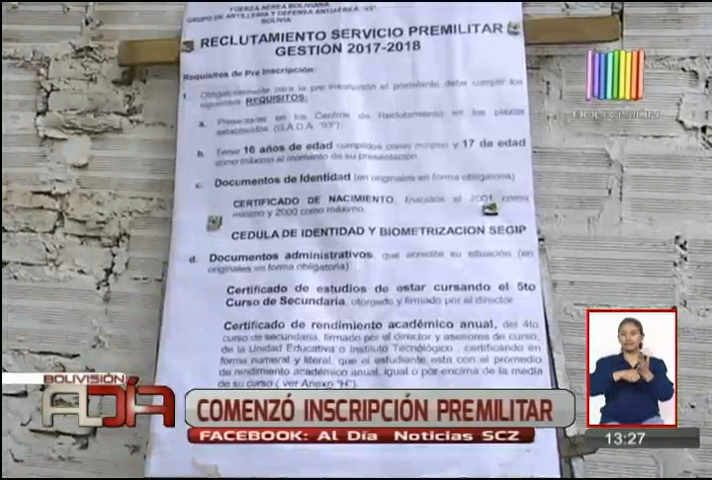 FUERZA AEREA BOLIVIANA
GRUPO DE ARTILLERIA Y DEFENSA ANTIAEREA "93"
BOLIVIA
RECLUTAMIENTO SERVICIO PREMILITAR
GESTIÓN 2017-2018
Requisitos de Pre Inscripción:
1. Obligatoriamente para la pre inscripción el postulante debe cumplir los
siguientes REQUISITOS:
a. Presentarse en los Centros de Reclutamiento en los plazos
establecidos (G.A.D.A. "93").
b. Tener 16 años de edad cumplidos como mínimo y 17 de edad
como máximo al momento de su presentación
c. Documentos de Identidad (en originales en forma obligatoria)
CERTIFICADO DE NACIMIENTO, nacidos el 2001 como
mínimo y 2000 como máximo.
CEDULA DE IDENTIDAD Y BIOMETRIZACION SEGIP
d. Documentos administrativos, que acredite su situación (en
originales en forma obligatoria)
Certificado de estudios de estar cursando el 5to
Curso de Secundaria, otorgado y firmado por el director
Certificado de rendimiento académico anual, del 4to
curso de secundaria, firmado por el director y asesores de curso,
de la Unidad Educativa o Instituto Tecnológico, certificando en
forma numeral y literal, que el estudiante esta con el promedio
de rendimiento académico anual, igual o por encima de la media
de su curso ( ver Anexo "H")
BOLIVISION
BOLIVISIÓN
AL DÍA
COMENZÓ INSCRIPCIÓN PREMILITAR
FACEBOOK: Al Día Noticias SCZ
13:27